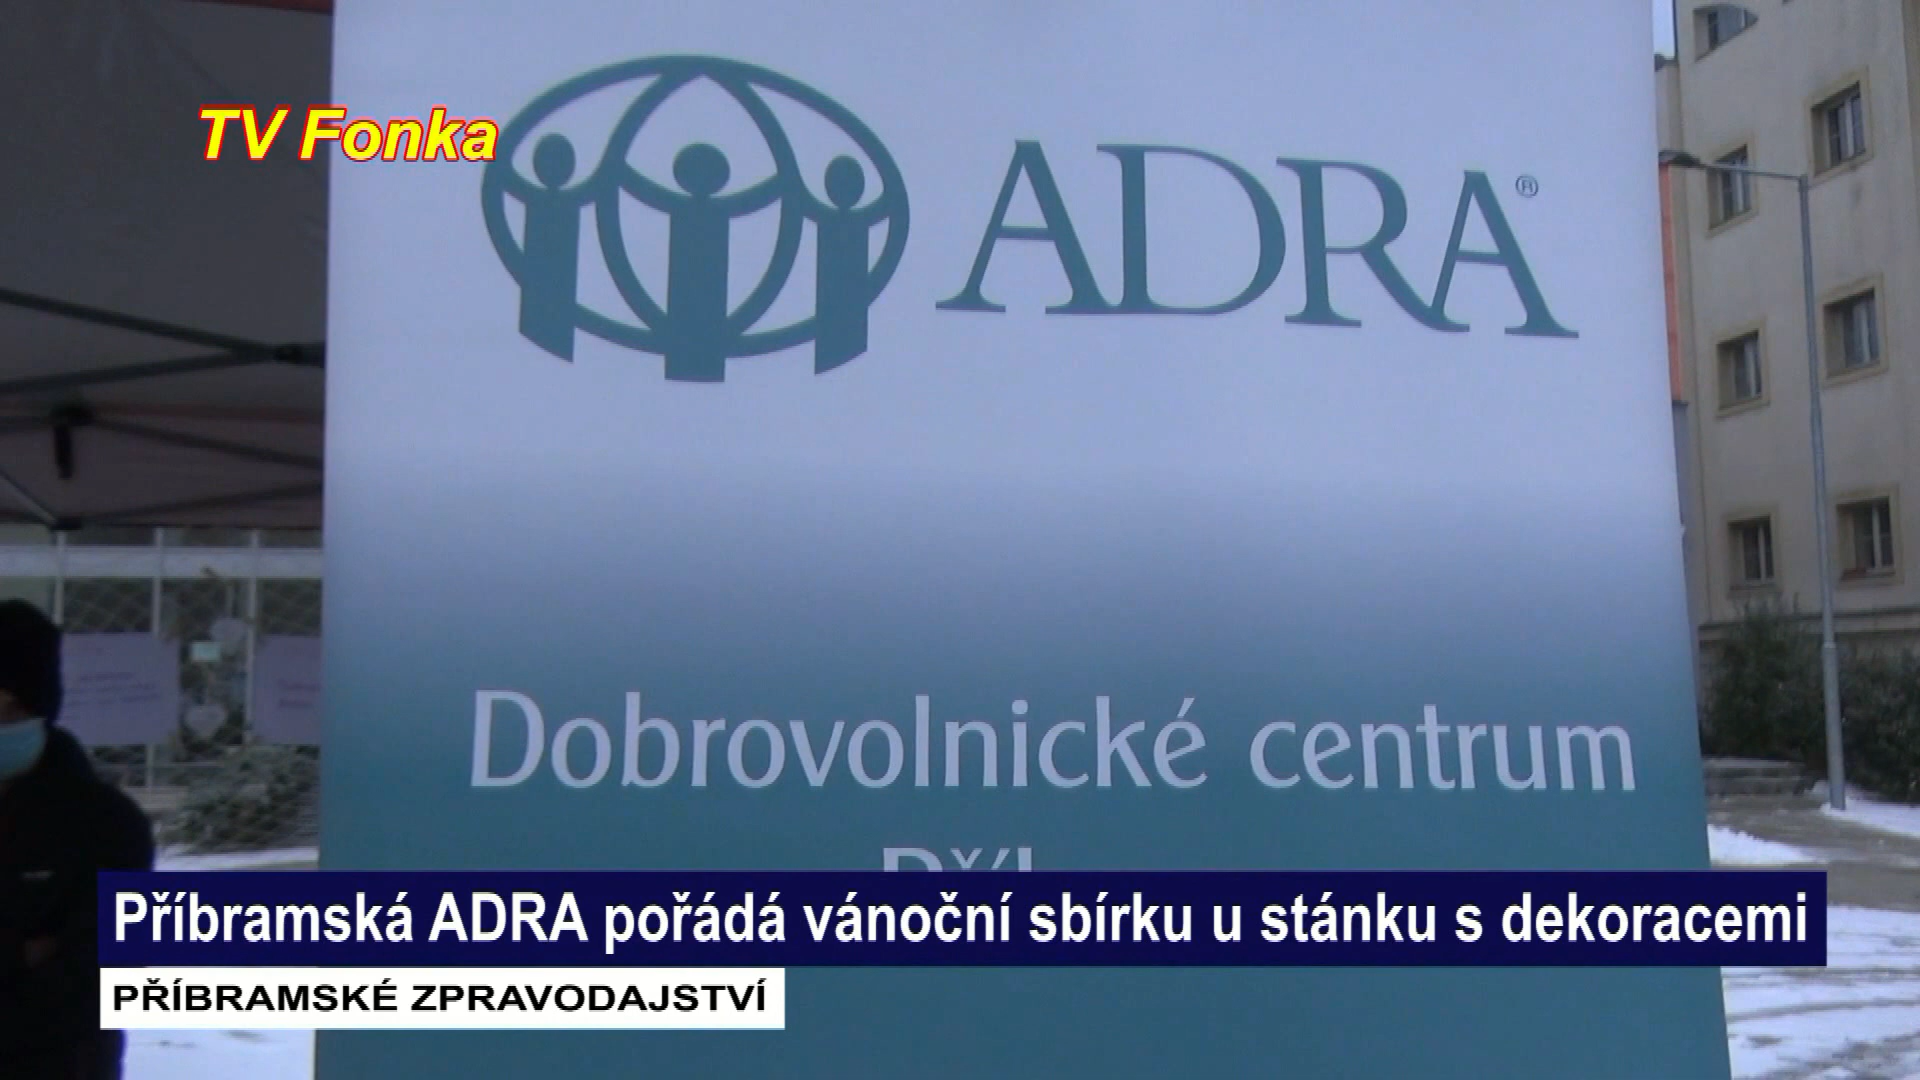 TV Fonka
ADRA®
Dobrovolnické centrum
Příbramská ADRA pořádá vánoční sbírku u stánku s dekoracemi
PŘÍBRAMSKÉ ZPRAVODAJSTVÍ